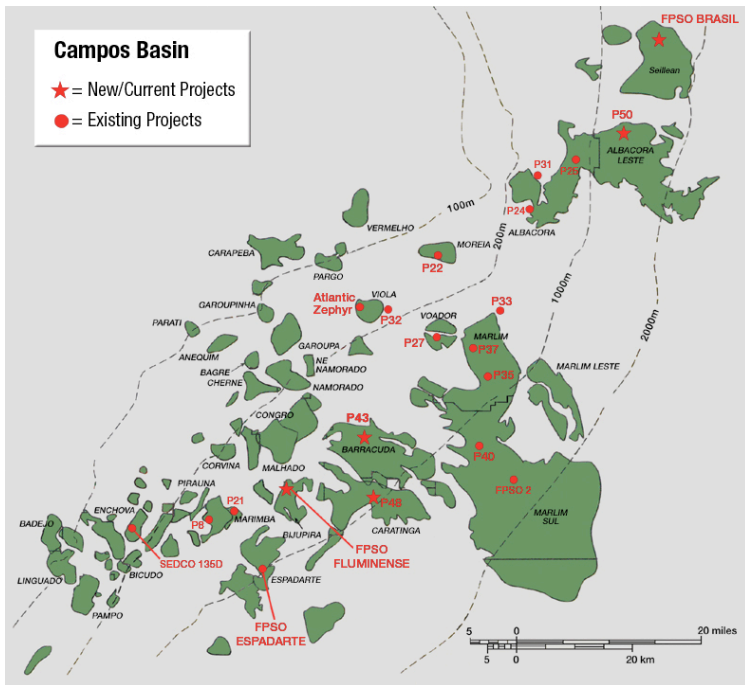 Campos Basin
★ = New/Current Projects
● = Existing Projects
FPSO BRASIL
Seillean
P50
ALBACORA
LESTE
P31
P25
P24
ALBACORA
100m
200m
1000m
2000m
VERMELHO
CARAPEBA
PARGO
MOREIA
P22
Atlantic
Zephyr
VIOLA
P32
GAROUPINHA
PARATI
ANEQUIM
GAROUPA
BAGRE
CHERNE
NE
NAMORADO
NAMORADO
P33
VOADOR
P27
MARLIM
P37
P35
MARLIM LESTE
CONGRO
P43
BARRACUDA
CORVINA
MALHADO
P40
FPSO 2
MARLIM
SUL
P48
CARATINGA
PIRAUNA
ENCHOVA
P21
P8
MARIMBA
BIJUPIRA
BADEJO
SEDCO 135D
FPSO
FLUMINENSE
LINGUADO
BICUDO
ESPADARTE
PAMPO
FPSO
ESPADARTE
5 0 20 miles
5 0 20 km